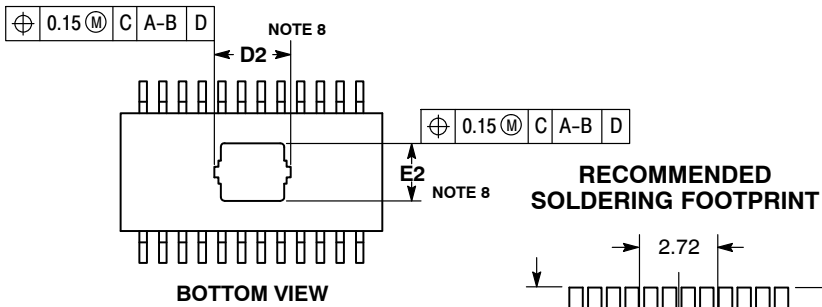 ⌖ 0.15 Ⓜ C A-B D
NOTE 8
D2
⌖ 0.15 Ⓜ C A-B D
E2
NOTE 8
RECOMMENDED
SOLDERING FOOTPRINT
2.72
BOTTOM VIEW